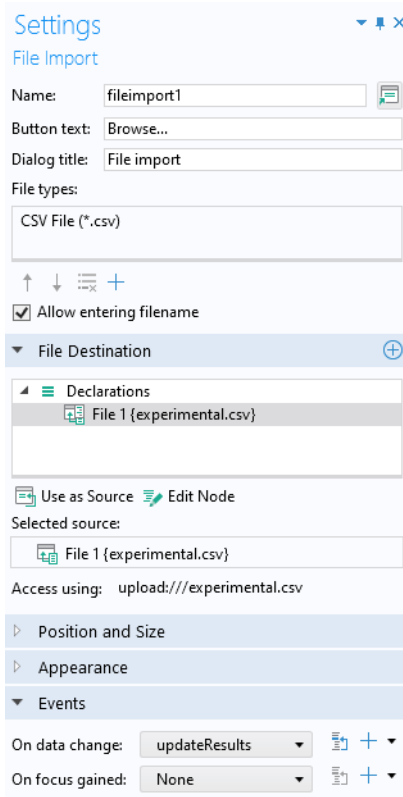 Settings
File Import
Name: fileimport1
Button text: Browse...
Dialog title: File import
File types:
CSV File (*.csv)
Allow entering filename
File Destination
Declarations
File 1 {experimental.csv}
Use as Source Edit Node
Selected source:
File 1 {experimental.csv}
Access using: upload:///experimental.csv
Position and Size
Appearance
Events
On data change: updateResults
On focus gained: None